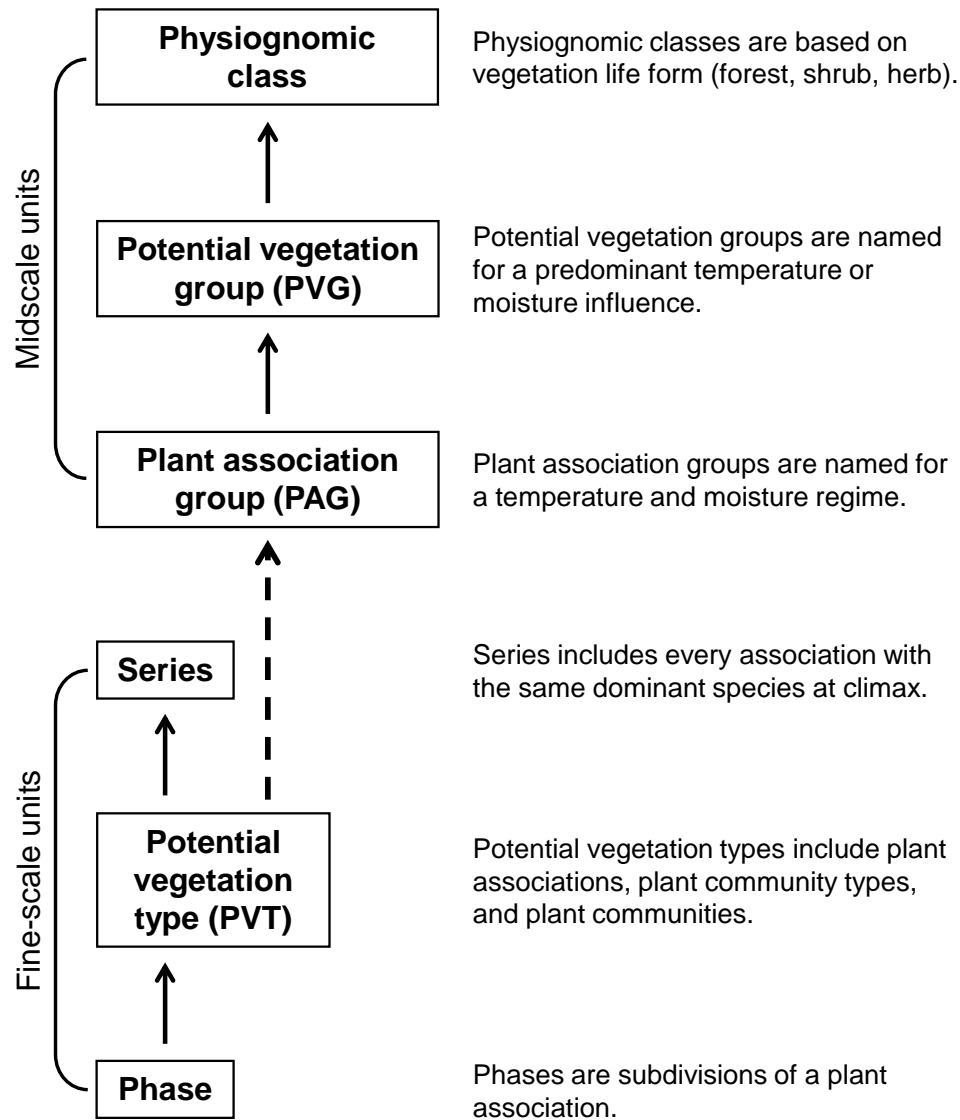 Physiognomic
class
Physiognomic classes are based on
vegetation life form (forest, shrub, herb).
Midscale units
Potential vegetation
group (PVG)
Potential vegetation groups are named
for a predominant temperature or
moisture influence.
Plant association
group (PAG)
Plant association groups are named for
a temperature and moisture regime.
Series
Series includes every association with
the same dominant species at climax.
Fine-scale units
Potential
vegetation
type (PVT)
Potential vegetation types include plant
associations, plant community types,
and plant communities.
Phase
Phases are subdivisions of a plant
association.